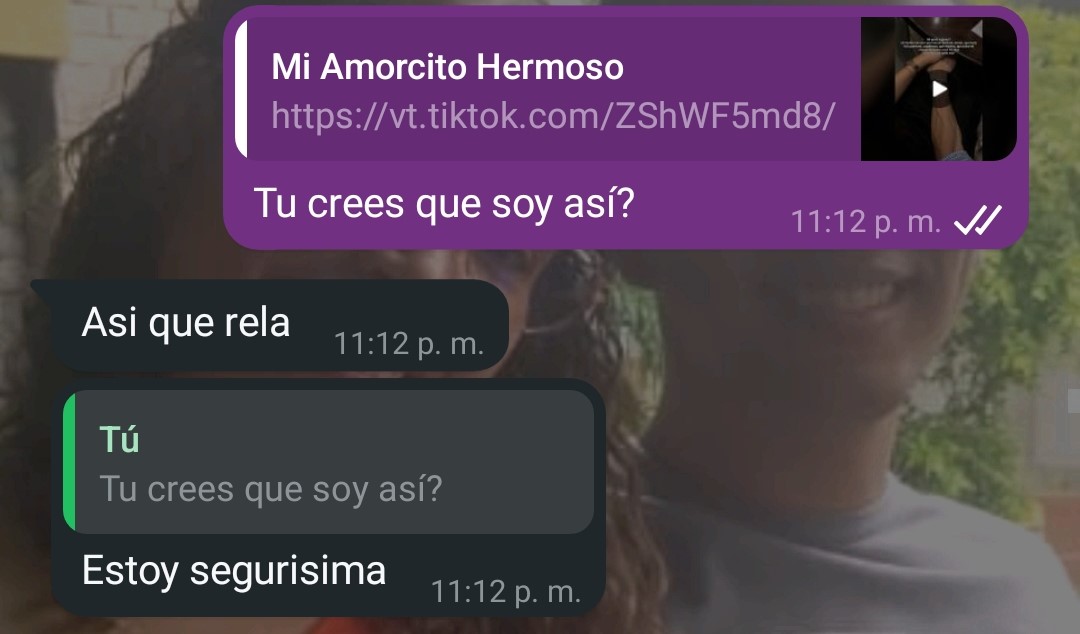 Mi Amorcito Hermoso
https://vt.tiktok.com/ZShWF5md8/
Tu crees que soy así?
11:12 p. m.
Asi que rela
11:12 p. m.
Tú
Tu crees que soy así?
Estoy segurisima
11:12 p. m.